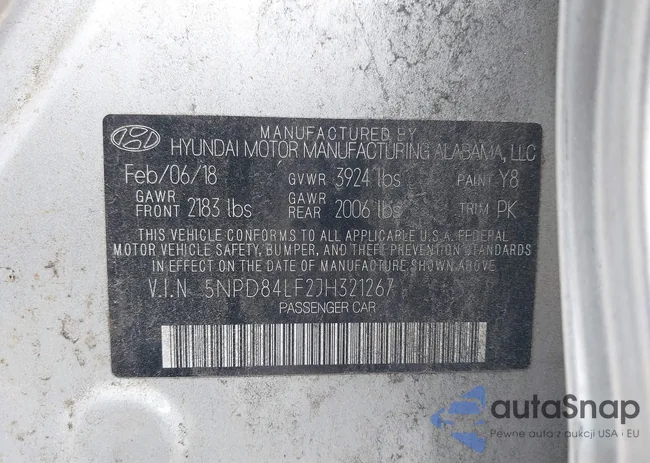 MANUFACTURED BY
HYUNDAI MOTOR MANUFACTURING ALABAMA, LLC
Feb/06/18 GVWR 3924 lbs PAINT Y8
GAWR FRONT 2183 lbs GAWR REAR 2006 lbs TRIM PK
THIS VEHICLE CONFORMS TO ALL APPLICABLE U.S.A. FEDERAL
MOTOR VEHICLE SAFETY, BUMPER, AND THEFT PREVENTION STANDARDS
IN EFFECT ON THE DATE OF MANUFACTURE SHOWN ABOVE.
V.I.N 5NPD84LF2JH321267
PASSENGER CAR
autaSnap
Pewne auta z aukcji USA i EU